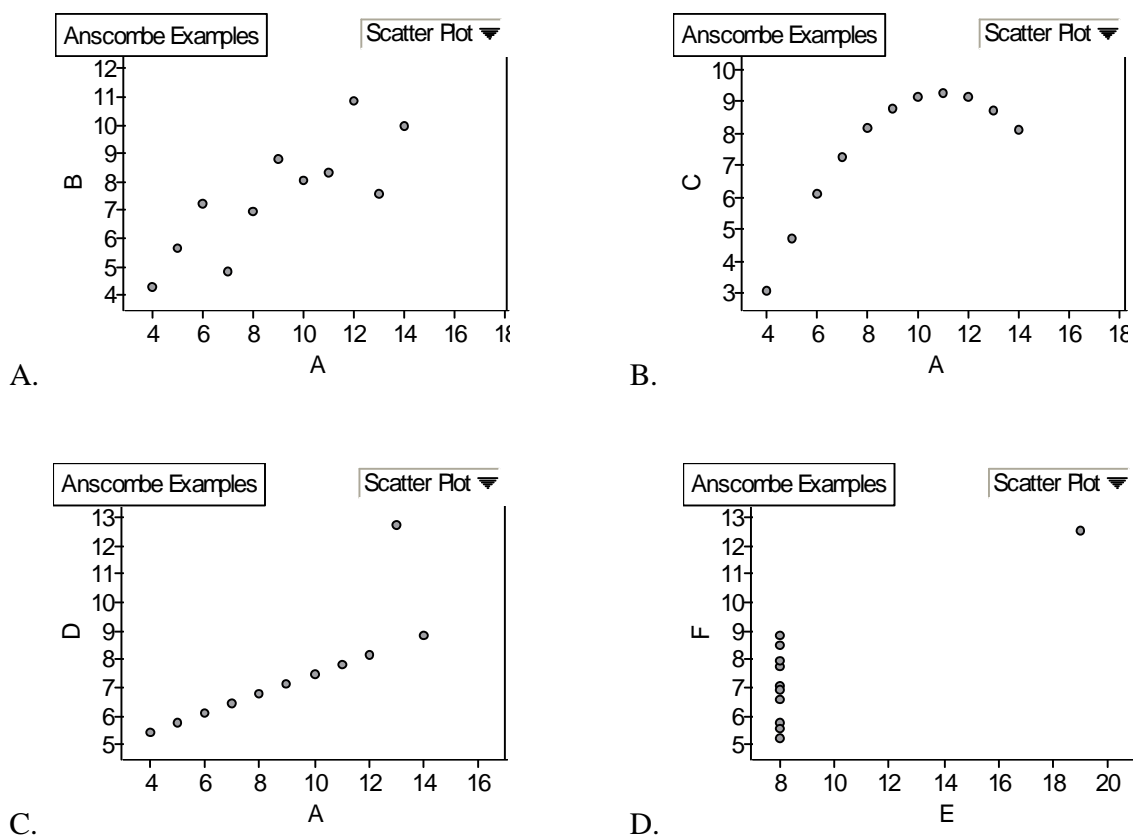 Anscombe Examples
Scatter Plot
12
11
10
9
8
7
6
5
4
B
4 6 8 10 12 14 16 18
A
A.
Anscombe Examples
Scatter Plot
10
9
8
7
6
5
4
3
C
4 6 8 10 12 14 16 18
A
B.
Anscombe Examples
Scatter Plot
13
12
11
10
9
8
7
6
5
D
4 6 8 10 12 14 16
A
C.
Anscombe Examples
Scatter Plot
13
12
11
10
9
8
7
6
5
F
8 10 12 14 16 18 20
E
D.